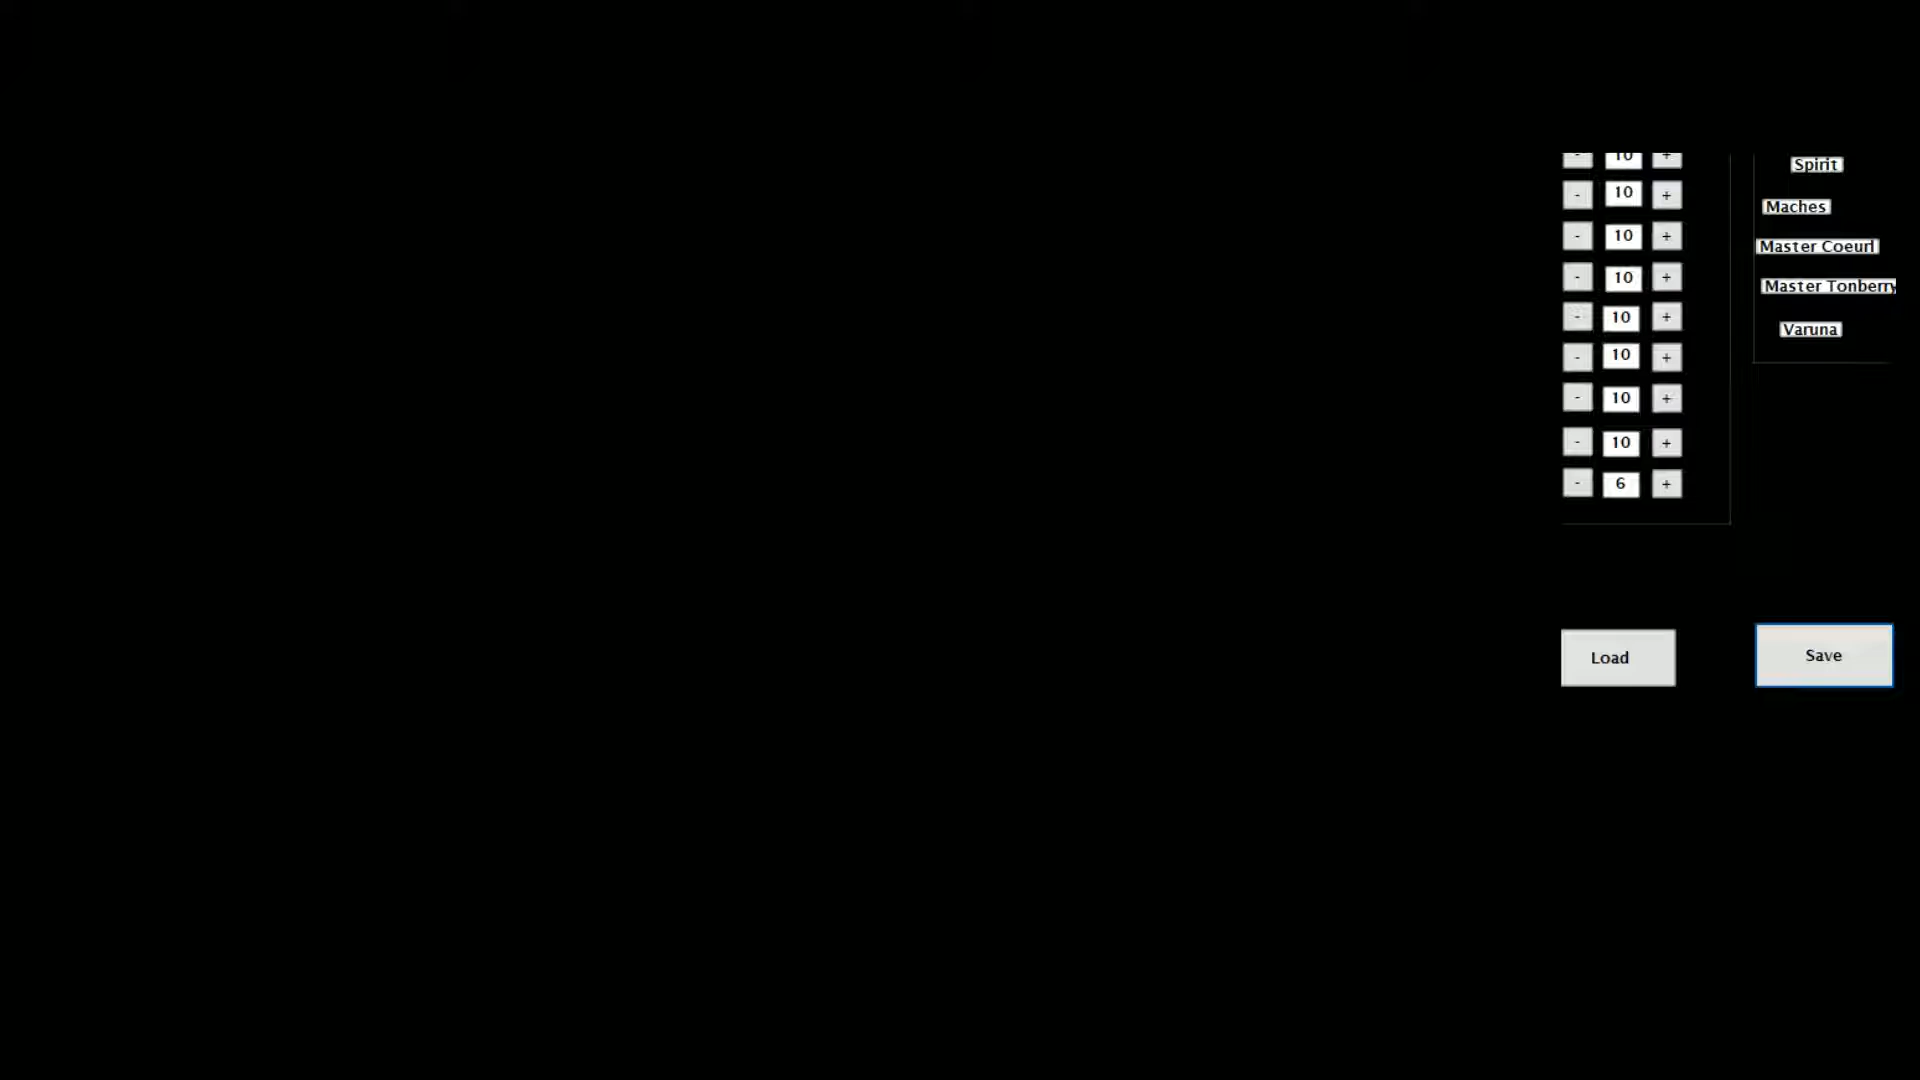 - 10 + Spirit
- 10 + Maches
- 10 + Master Coeurl
- 10 + Master Tonberry
- 10 + Varuna
- 10 +
- 10 +
- 10 +
- 6 +
Load Save